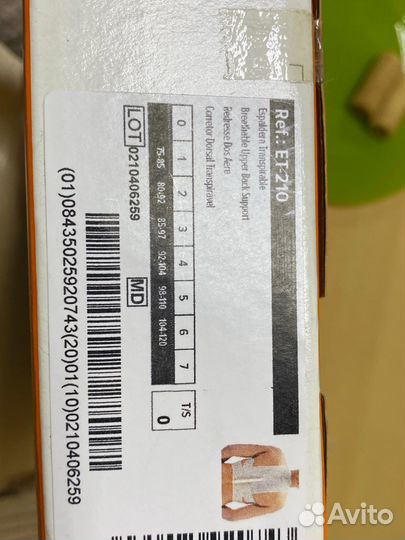 Ref.: ET-210
Espaldera Transpirable
Breathable Upper Back Support
Redresse Dos Aere
Corretor Dorsal Transpirável
0 1 2 3 4 5 6 7 T/S
75-85 80-92 85-97 92-104 98-110 104-120 0
LOT 0210406259 MD
(01)08435025920743(20)01(10)0210406259
Avito